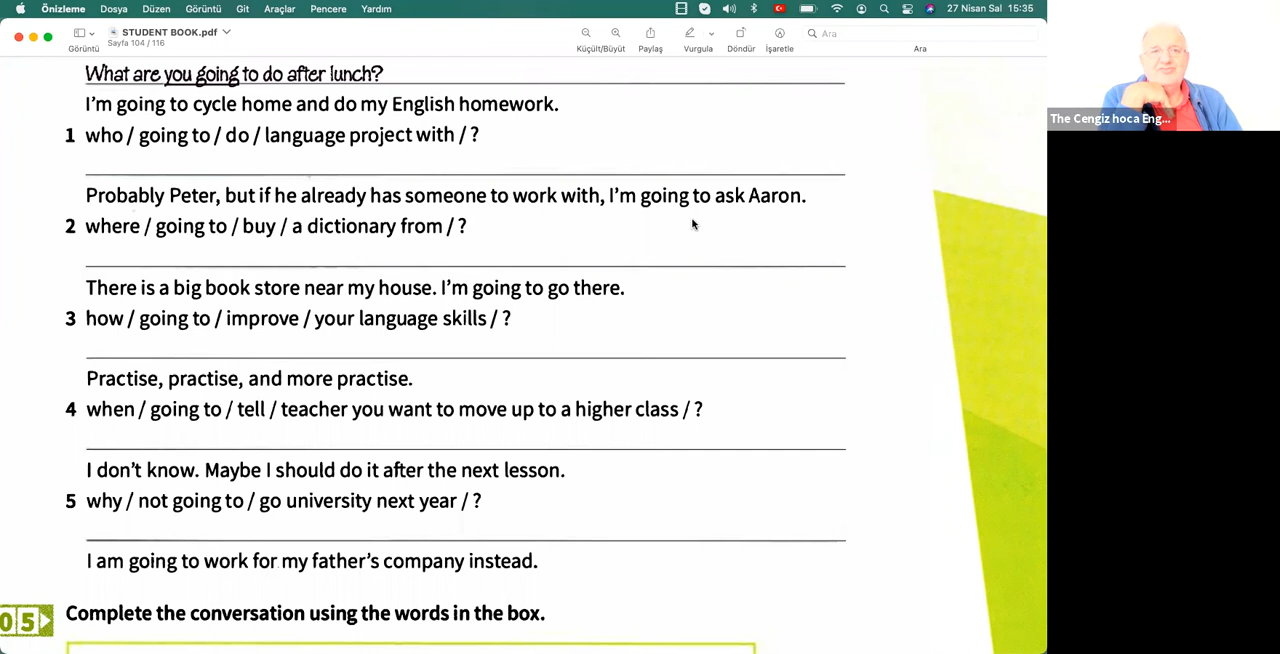 Önizleme Dosya Düzen Görüntü Git Araçlar Pencere Yardım 27 Nisan Sal 15:35
STUDENT BOOK.pdf
Sayfa 104 / 116
Ara
Görüntü Küçült/Büyüt Paylaş Vurgula Döndür İşaretle Ara
What are you going to do after lunch?
I'm going to cycle home and do my English homework.
1 who / going to / do / language project with / ?
Probably Peter, but if he already has someone to work with, I'm going to ask Aaron.
2 where / going to / buy / a dictionary from / ?
There is a big book store near my house. I'm going to go there.
3 how / going to / improve / your language skills / ?
Practise, practise, and more practise.
4 when / going to / tell / teacher you want to move up to a higher class / ?
I don't know. Maybe I should do it after the next lesson.
5 why / not going to / go university next year / ?
I am going to work for my father's company instead.
05 Complete the conversation using the words in the box.
The Cengiz hoca Eng...